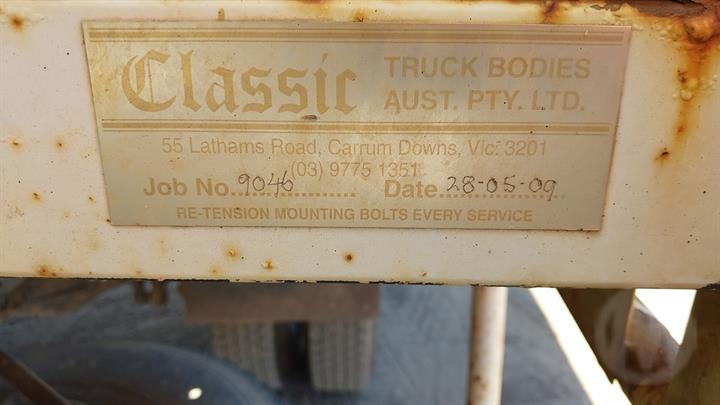 Classic TRUCK BODIES
AUST. PTY. LTD.
55 Lathams Road, Carrum Downs, Vic. 3201
(03) 9775 1351
Job No. 9046 Date 28-05-09
RE-TENSION MOUNTING BOLTS EVERY SERVICE